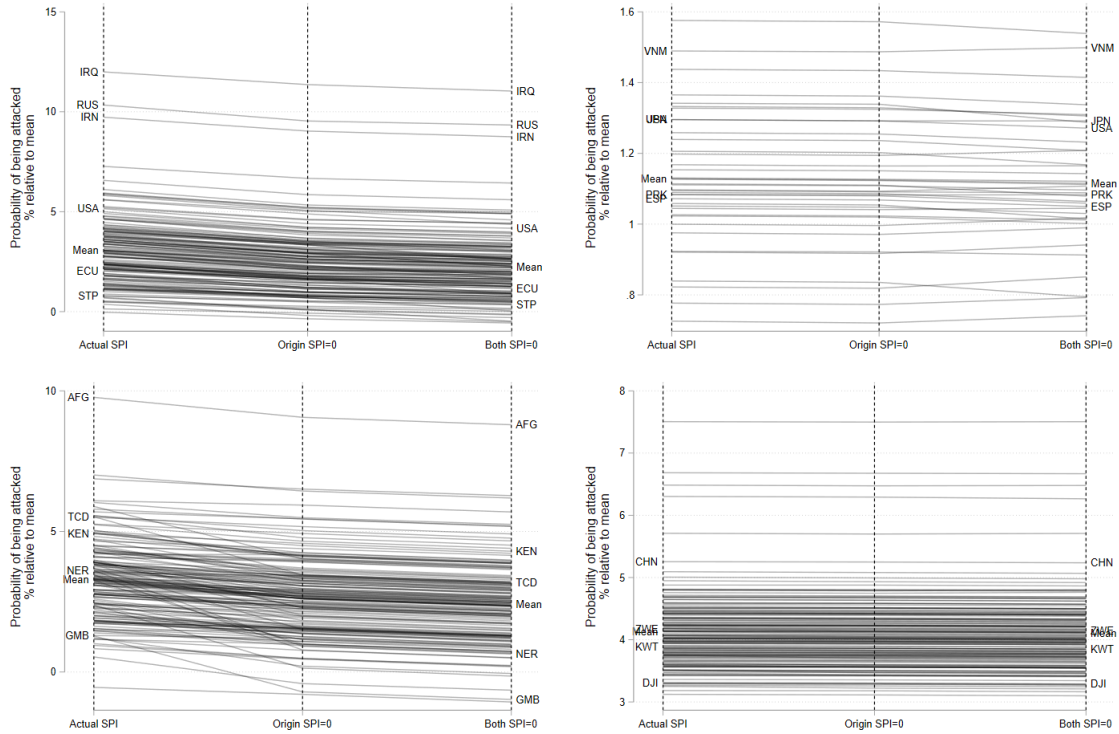 Probability of being attacked
% relative to mean
15
10
5
0
IRQ
RUS
IRN
USA
Mean
ECU
STP
IRQ
RUS
IRN
USA
Mean
ECU
STP
Actual SPI
Origin SPI=0
Both SPI=0
Probability of being attacked
% relative to mean
1.6
1.4
1.2
1
.8
VNM
Mean
PRK
ESP
VNM
JPN
USA
Mean
PRK
ESP
Actual SPI
Origin SPI=0
Both SPI=0
Probability of being attacked
% relative to mean
10
5
0
AFG
TCD
KEN
NER
Mean
GMB
AFG
KEN
TCD
Mean
NER
GMB
Actual SPI
Origin SPI=0
Both SPI=0
Probability of being attacked
% relative to mean
8
7
6
5
4
3
CHN
ZWE
Mean
KWT
DJI
CHN
ZWE
Mean
KWT
DJI
Actual SPI
Origin SPI=0
Both SPI=0